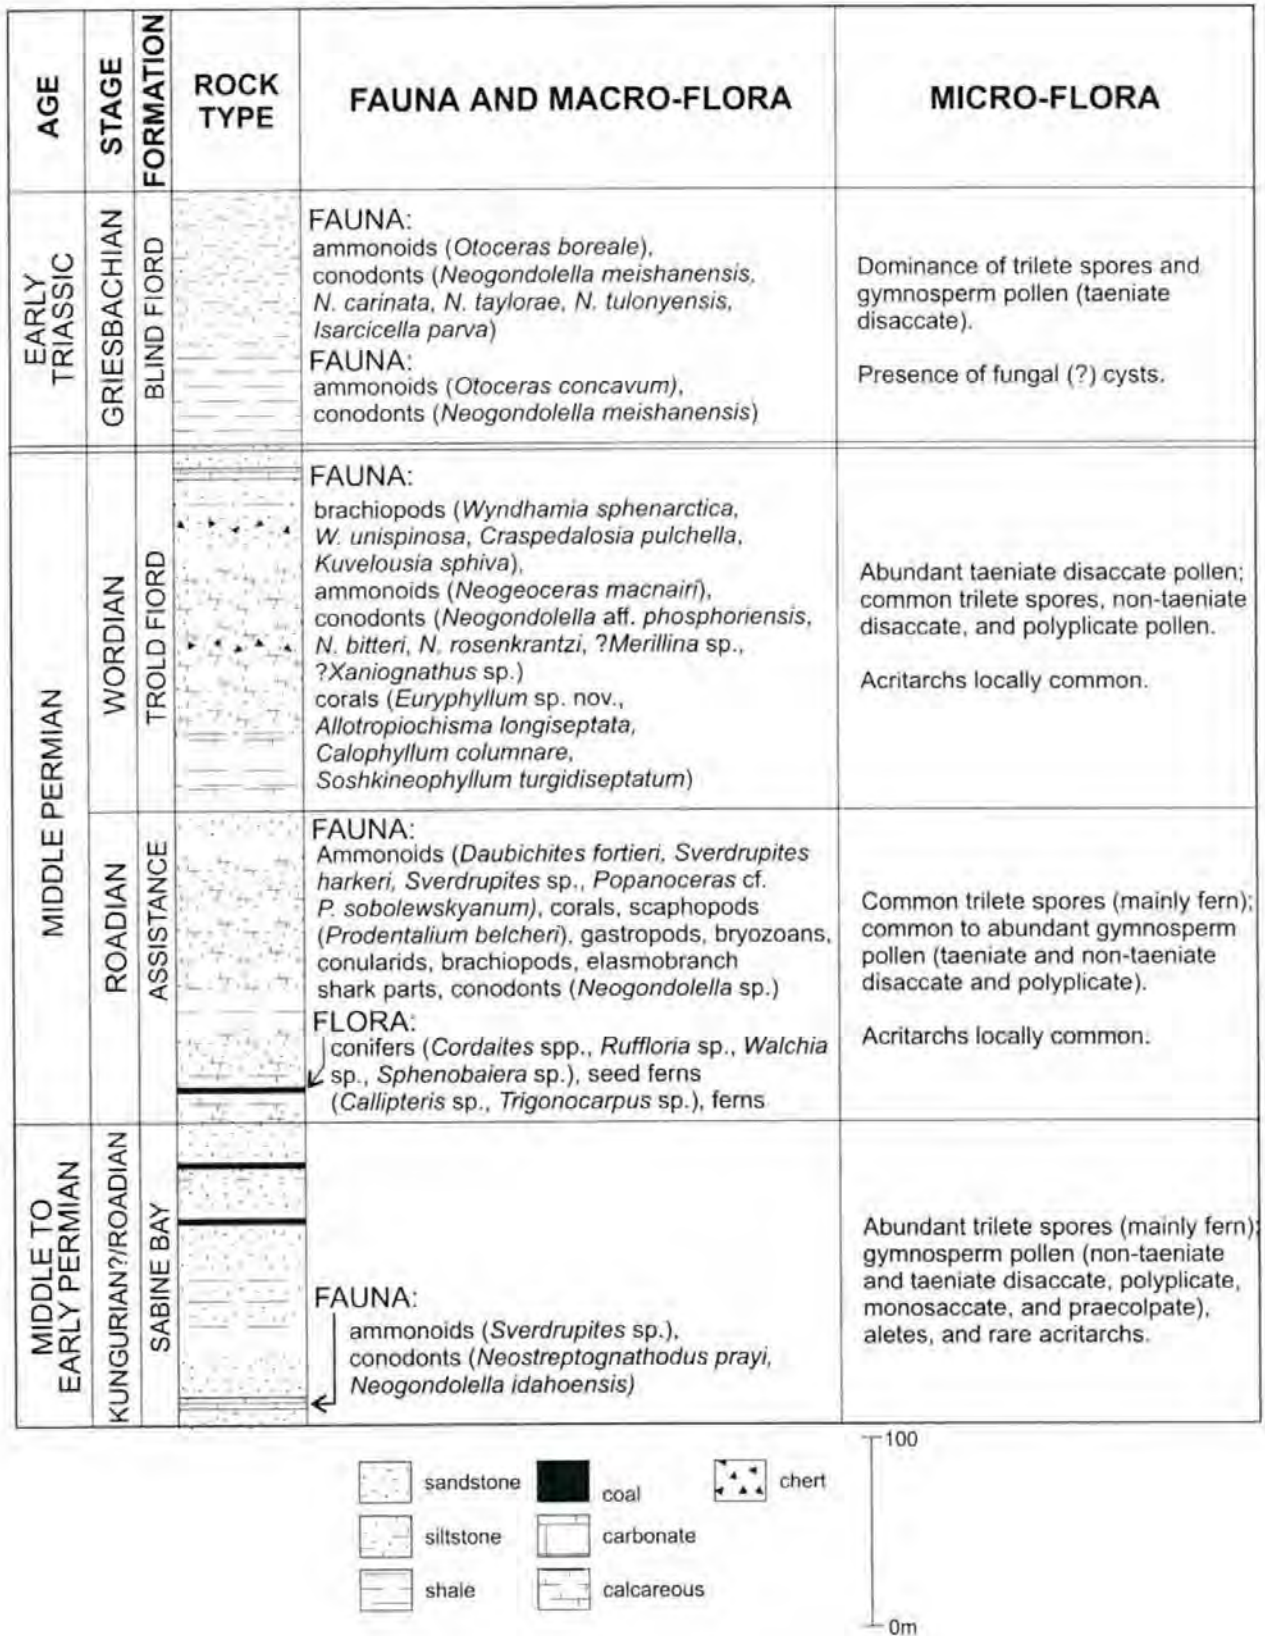 AGE
STAGE
FORMATION
ROCK
TYPE
FAUNA AND MACRO-FLORA
MICRO-FLORA
EARLY
TRIASSIC
GRIESBACHIAN
BLIND FIORD
FAUNA:
ammonoids (Otoceras boreale),
conodonts (Neogondolella meishanensis,
N. carinata, N. taylorae, N. tulonyensis,
Isarcicella parva)
FAUNA:
ammonoids (Otoceras concavum),
conodonts (Neogondolella meishanensis)
Dominance of trilete spores and
gymnosperm pollen (taeniate
disaccate).
Presence of fungal (?) cysts.
MIDDLE PERMIAN
WORDIAN
TROLD FIORD
FAUNA:
brachiopods (Wyndhamia sphenarctica,
W. unispinosa, Craspedalosia pulchella,
Kuvelousia sphiva),
ammonoids (Neogeoceras macnairi),
conodonts (Neogondolella aff. phosphoriensis,
N. bitteri, N. rosenkrantzi, ?Merillina sp.,
?Xaniognathus sp.)
corals (Euryphyllum sp. nov.,
Allotropiochisma longiseptata,
Calophyllum columnare,
Soshkineophyllum turgidiseptatum)
Abundant taeniate disaccate pollen;
common trilete spores, non-taeniate
disaccate, and polyplicate pollen.
Acritarchs locally common.
ROADIAN
ASSISTANCE
FAUNA:
Ammonoids (Daubichites fortieri, Sverdrupites
harkeri, Sverdrupites sp., Popanoceras cf.
P. sobolewskyanum), corals, scaphopods
(Prodentalium belcheri), gastropods, bryozoans,
conularids, brachiopods, elasmobranch
shark parts, conodonts (Neogondolella sp.)
FLORA:
conifers (Cordaites spp., Ruffloria sp., Walchia
sp., Sphenobaiera sp.), seed ferns
(Callipteris sp., Trigonocarpus sp.), ferns
Common trilete spores (mainly fern);
common to abundant gymnosperm
pollen (taeniate and non-taeniate
disaccate and polyplicate).
Acritarchs locally common.
MIDDLE TO
EARLY PERMIAN
KUNGURIAN?/ROADIAN
SABINE BAY
FAUNA:
ammonoids (Sverdrupites sp.),
conodonts (Neostreptognathodus prayi,
Neogondolella idahoensis)
Abundant trilete spores (mainly fern);
gymnosperm pollen (non-taeniate
and taeniate disaccate, polyplicate,
monosaccate, and praecolpate),
aletes, and rare acritarchs.
sandstone
coal
chert
siltstone
carbonate
shale
calcareous
100
0m